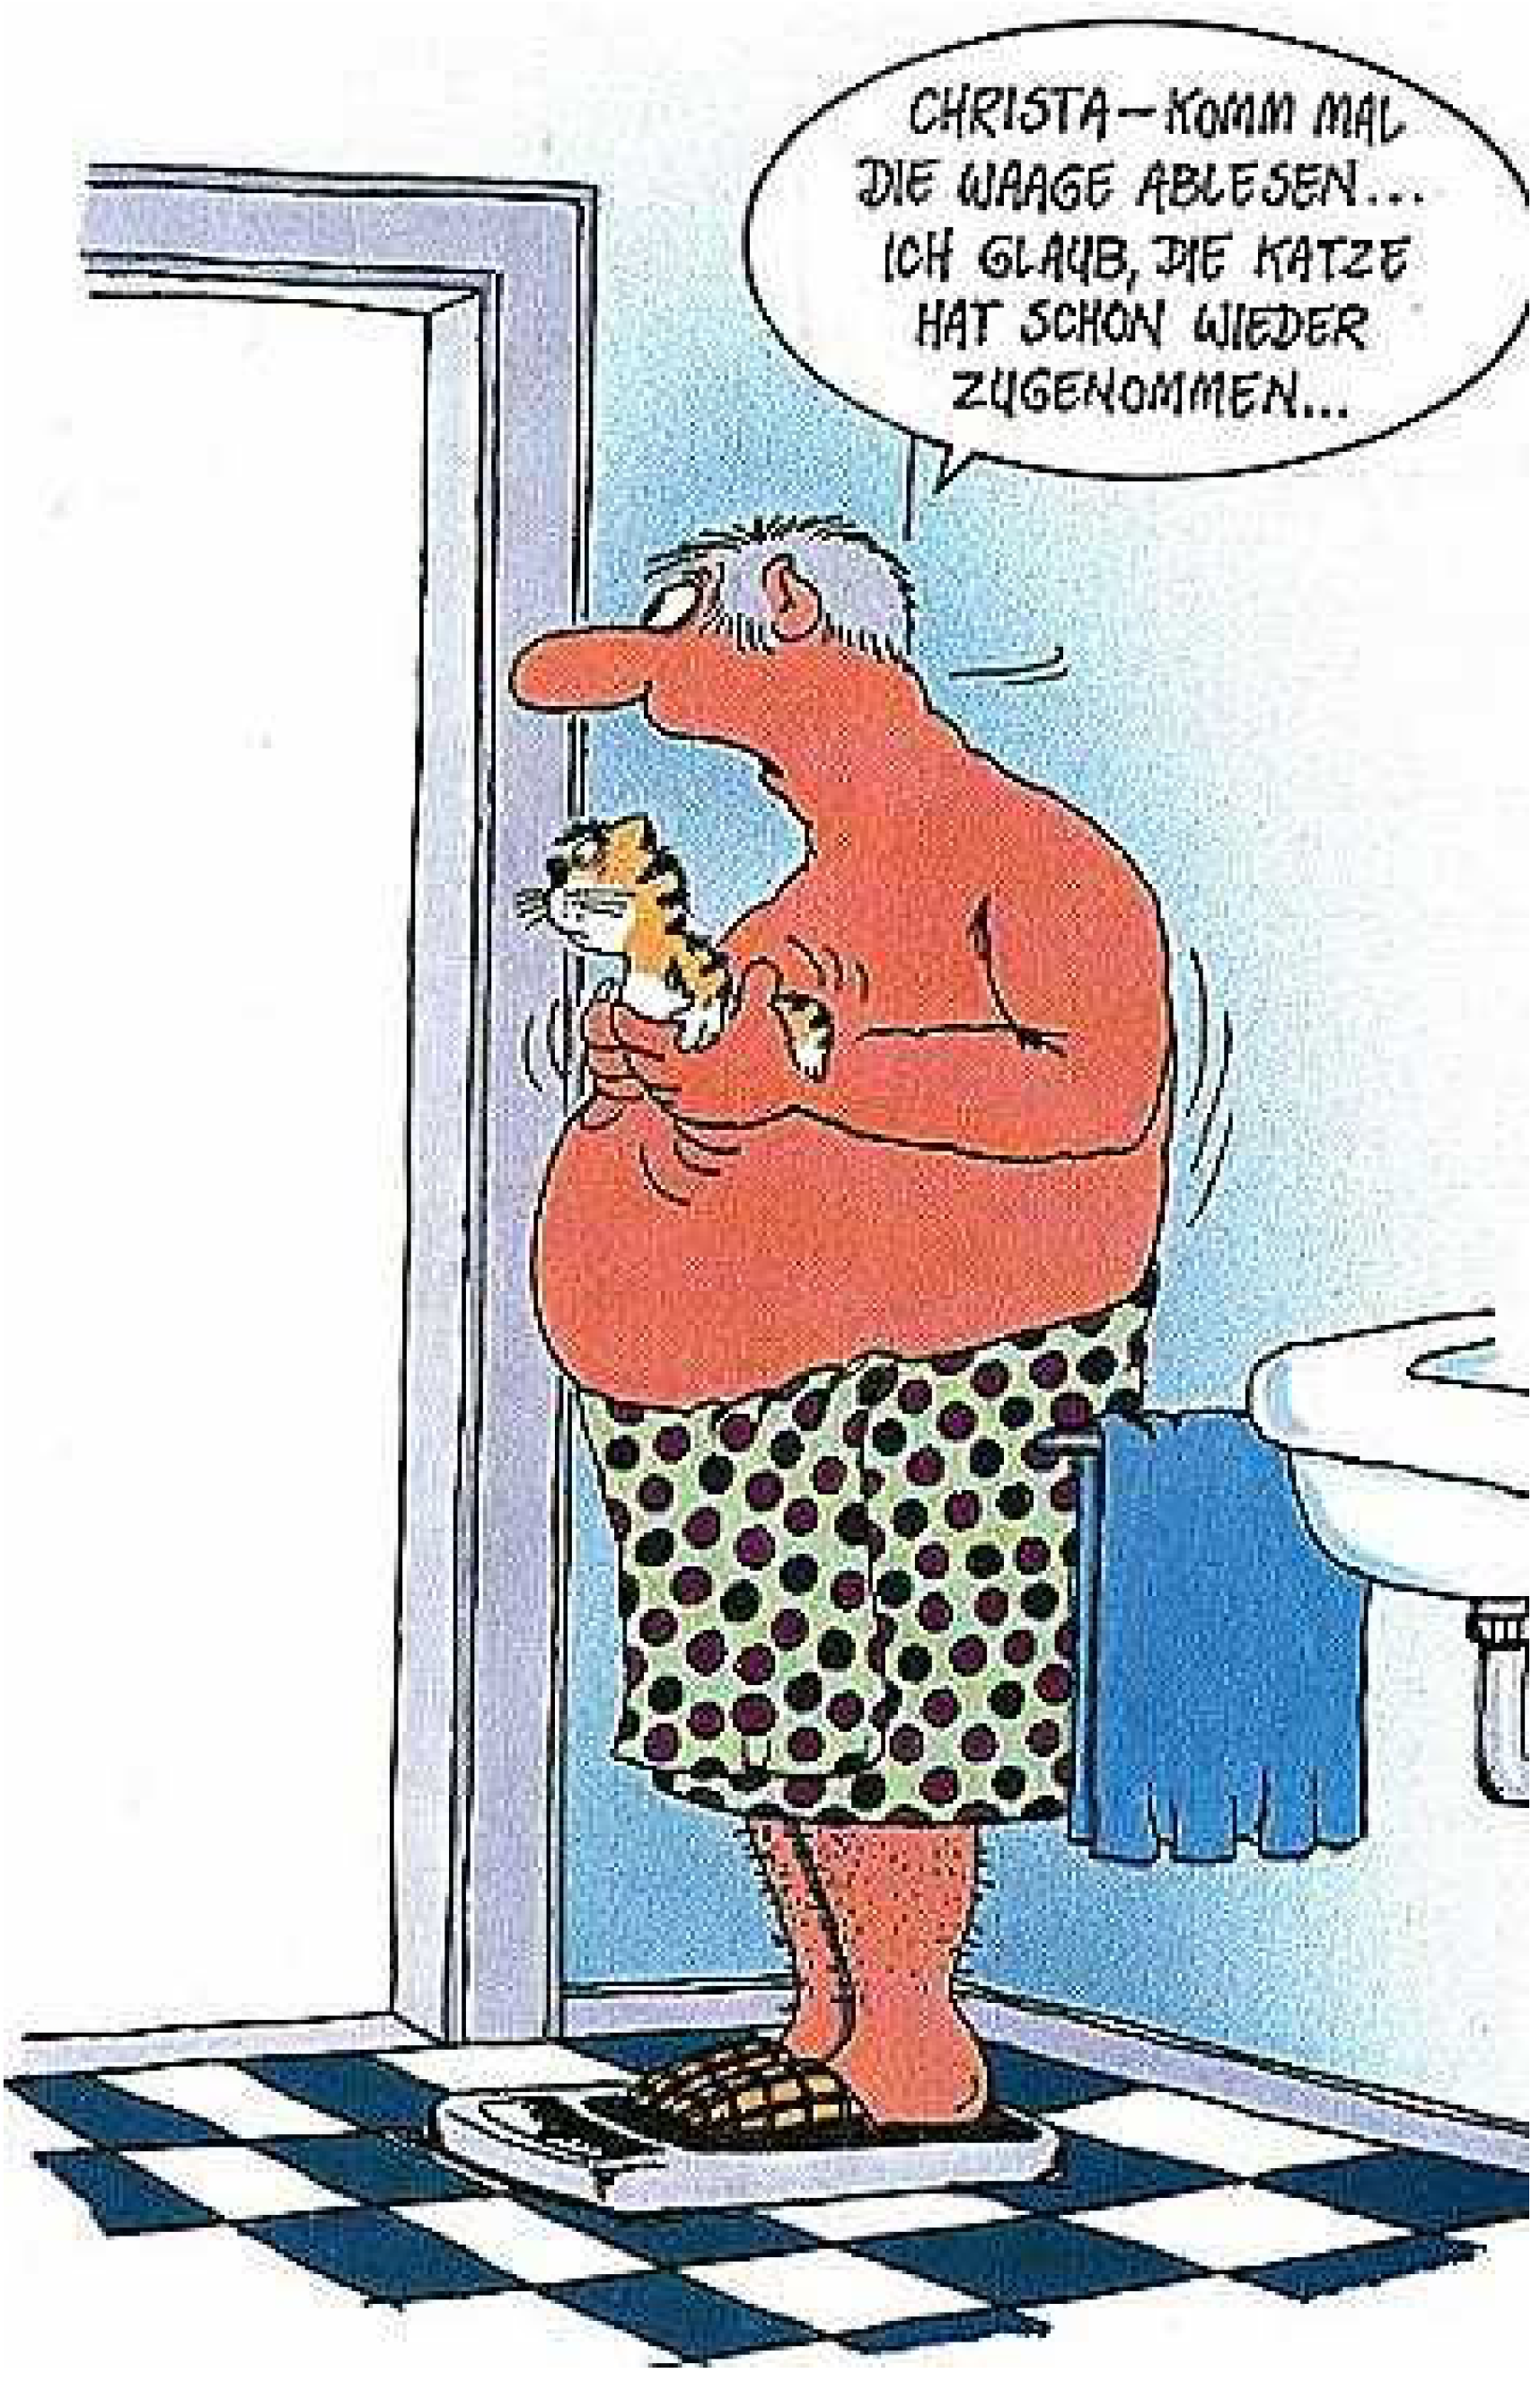 CHRISTA – KOMM MAL
DIE WAAGE ABLESEN...
ICH GLAUB, DIE KATZE
HAT SCHON WIEDER
ZUGENOMMEN...